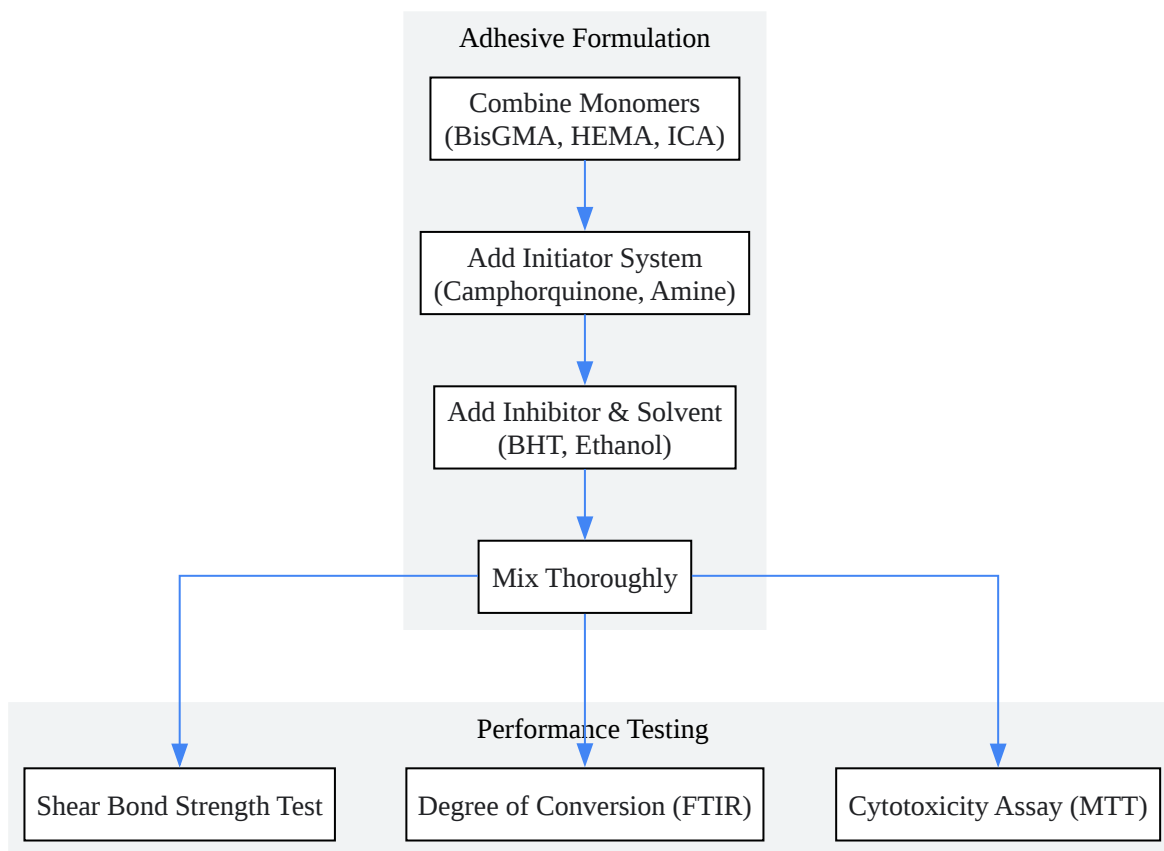 Adhesive Formulation
Combine Monomers
(BisGMA, HEMA, ICA)
Add Initiator System
(Camphorquinone, Amine)
Add Inhibitor & Solvent
(BHT, Ethanol)
Mix Thoroughly
Performance Testing
Shear Bond Strength Test
Degree of Conversion (FTIR)
Cytotoxicity Assay (MTT)